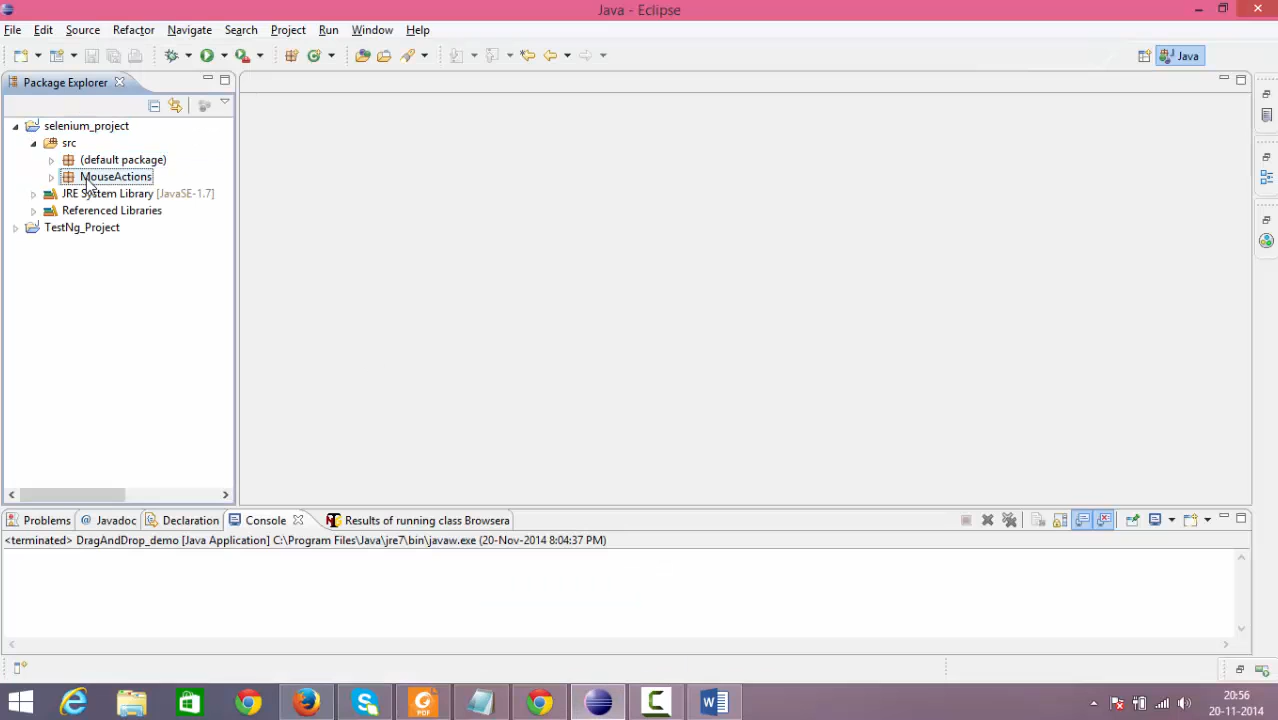 Java - Eclipse
File Edit Source Refactor Navigate Search Project Run Window Help
Java
Package Explorer
selenium_project
src
(default package)
MouseActions
JRE System Library [JavaSE-1.7]
Referenced Libraries
TestNg_Project
Problems Javadoc Declaration Console Results of running class Browsera
<terminated> DragAndDrop_demo [Java Application] C:\Program Files\Java\jre7\bin\javaw.exe (20-Nov-2014 8:04:37 PM)
20:56
20-11-2014